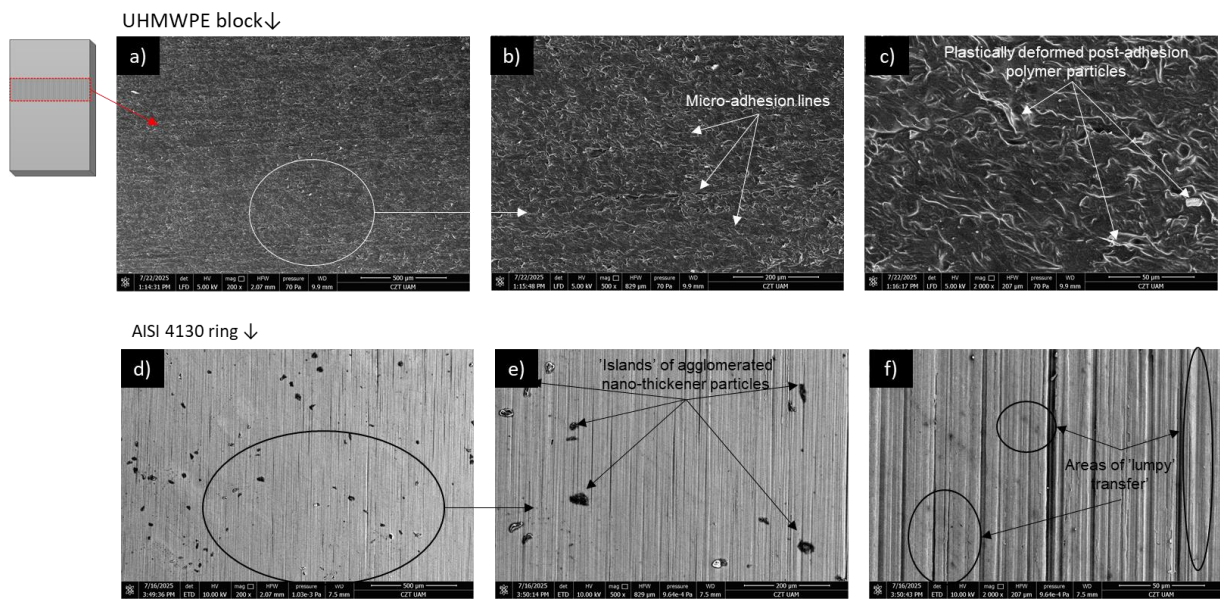 UHMWPE block↓
a)
7/22/2025 det HV mag HFW pressure WD 500 µm
1:14:31 PM LFD 5.00 kV 200 x 2.07 mm 70 Pa 9.9 mm CZT UAM
b)
Micro-adhesion lines
7/22/2025 det HV mag HFW pressure WD 200 µm
1:15:48 PM LFD 5.00 kV 500 x 829 µm 70 Pa 9.9 mm CZT UAM
c)
Plastically deformed post-adhesion
polymer particles
7/22/2025 det HV mag HFW pressure WD 50 µm
1:16:17 PM LFD 5.00 kV 2 000 x 207 µm 70 Pa 9.9 mm CZT UAM
AISI 4130 ring ↓
d)
7/16/2025 det HV mag HFW pressure WD 500 µm
3:49:36 PM ETD 10.00 kV 200 x 2.07 mm 1.03e-3 Pa 7.5 mm CZT UAM
e)
'Islands' of agglomerated
nano-thickener particles
7/16/2025 det HV mag HFW pressure WD 200 µm
3:50:14 PM ETD 10.00 kV 500 x 829 µm 9.64e-4 Pa 7.5 mm CZT UAM
f)
Areas of 'lumpy'
transfer'
7/16/2025 det HV mag HFW pressure WD 50 µm
3:50:43 PM ETD 10.00 kV 2 000 x 207 µm 9.64e-4 Pa 7.5 mm CZT UAM